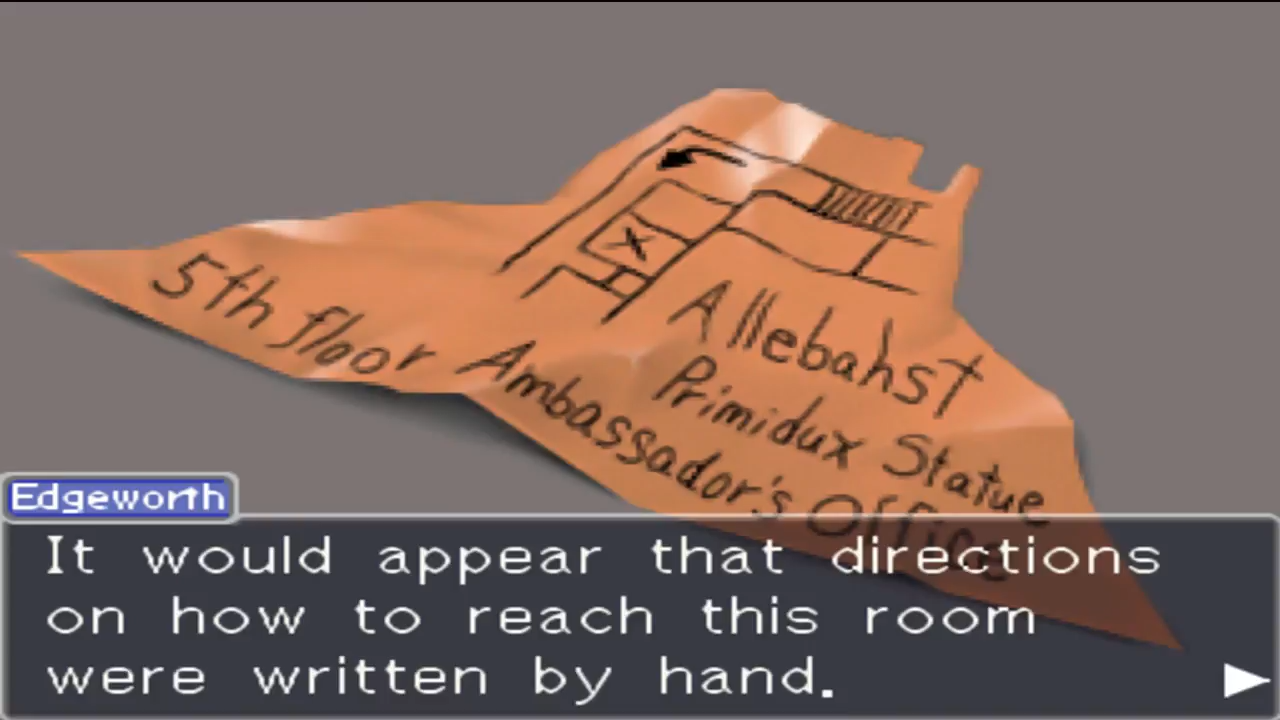 Allebahst
Primidux Statue
5th floor Ambassador's Office
Edgeworth
It would appear that directions
on how to reach this room
were written by hand.